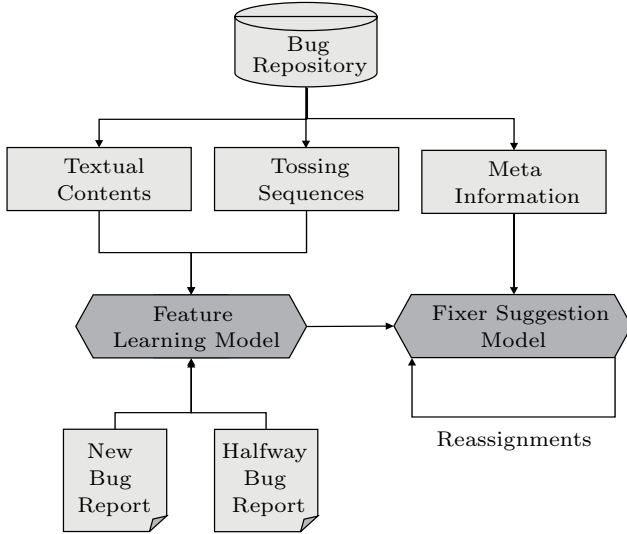 Bug
Repository
Textual
Contents
Tossing
Sequences
Meta
Information
Feature
Learning Model
Fixer Suggestion
Model
Reassignments
New
Bug
Report
Halfway
Bug
Report